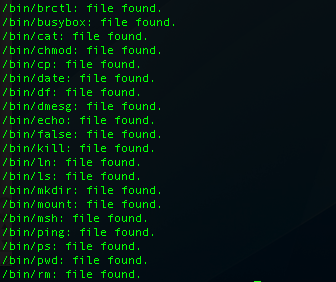 /bin/brctl: file found.
/bin/busybox: file found.
/bin/cat: file found.
/bin/chmod: file found.
/bin/cp: file found.
/bin/date: file found.
/bin/df: file found.
/bin/dmesg: file found.
/bin/echo: file found.
/bin/false: file found.
/bin/kill: file found.
/bin/ln: file found.
/bin/ls: file found.
/bin/mkdir: file found.
/bin/mount: file found.
/bin/msh: file found.
/bin/ping: file found.
/bin/ps: file found.
/bin/pwd: file found.
/bin/rm: file found.